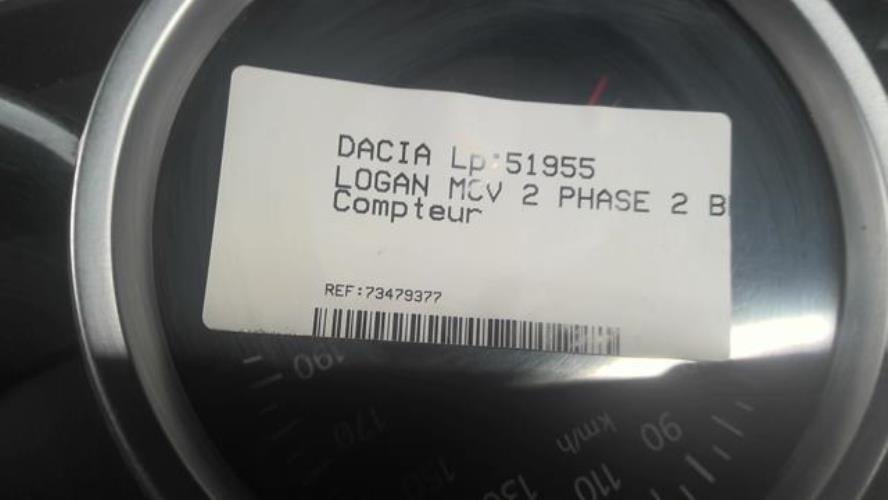 DACIA Lp:51955
LOGAN MCV 2 PHASE 2 B
Compteur
REF:73479377
190
170
150
130
110
90
km/h